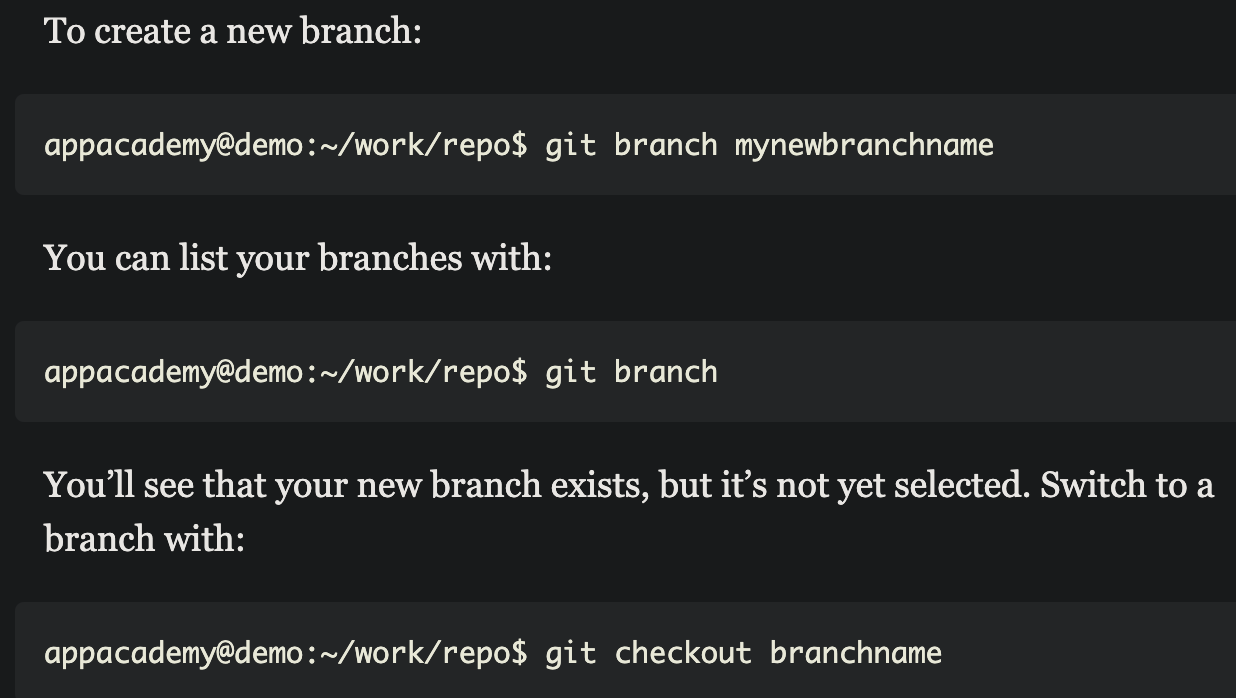 To create a new branch:
appacademy@demo:~/work/repo$ git branch mynewbranchname
You can list your branches with:
appacademy@demo:~/work/repo$ git branch
You’ll see that your new branch exists, but it’s not yet selected. Switch to a
branch with:
appacademy@demo:~/work/repo$ git checkout branchname